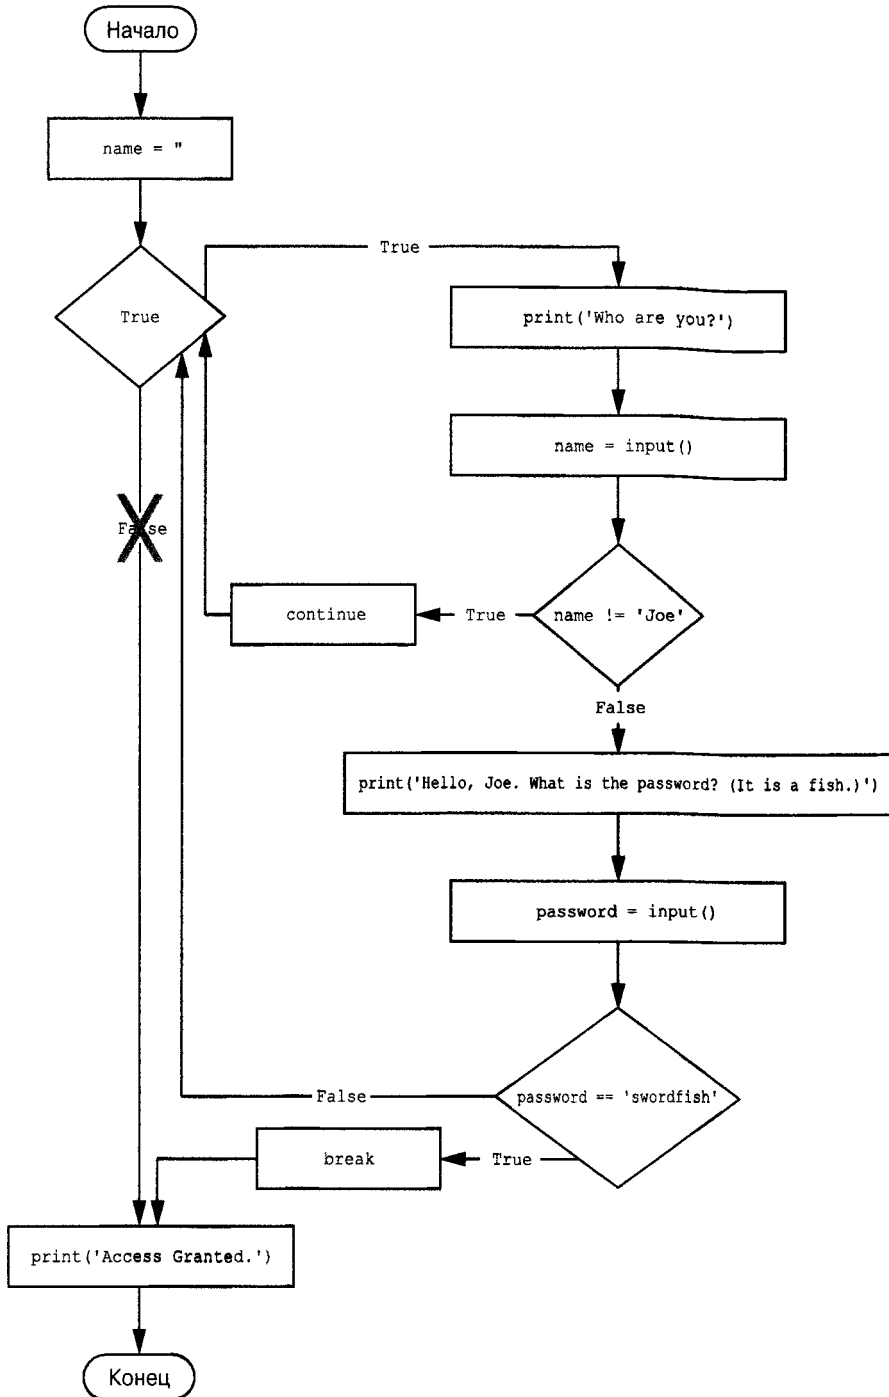 Начало
name = "
True
True
print('Who are you?')
name = input()
False
continue
True
name != 'Joe'
False
print('Hello, Joe. What is the password? (It is a fish.)')
password = input()
False
password == 'swordfish'
break
True
print('Access Granted.')
Конец